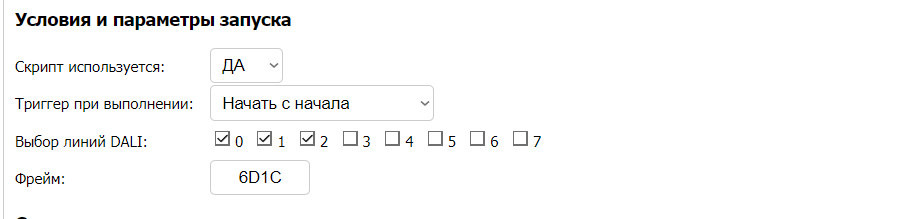 Условия и параметры запуска
Скрипт используется: ДА
Триггер при выполнении: Начать с начала
Выбор линий DALI: 0 1 2 3 4 5 6 7
Фрейм: 6D1C